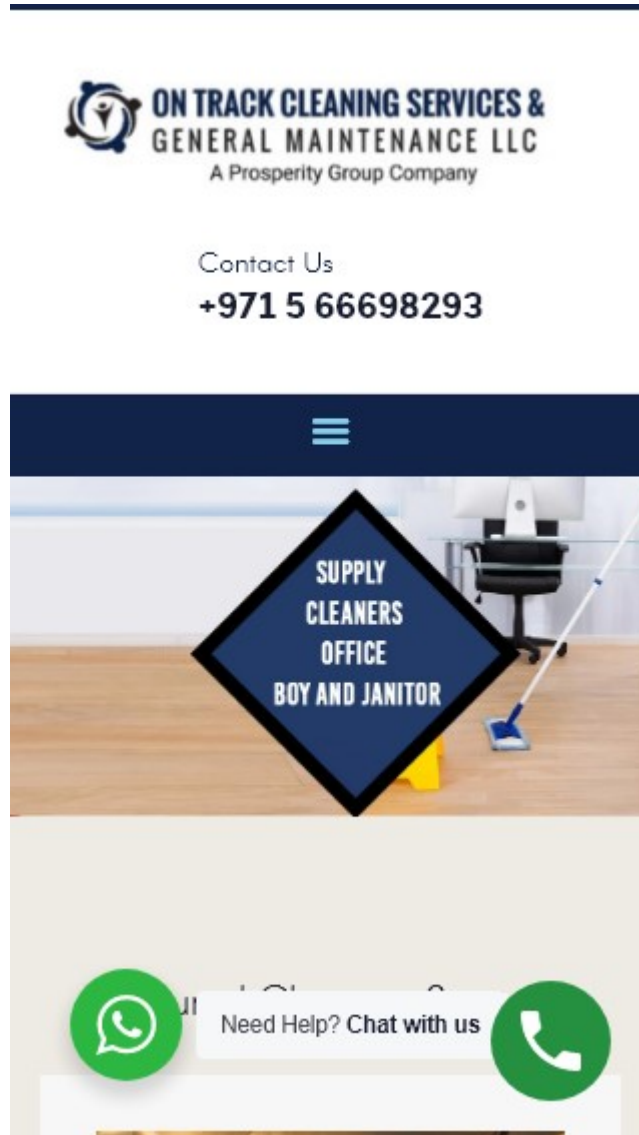 ON TRACK CLEANING SERVICES &
GENERAL MAINTENANCE LLC
A Prosperity Group Company
Contact Us
+971 5 66698293
SUPPLY
CLEANERS
OFFICE
BOY AND JANITOR
Need Help? Chat with us